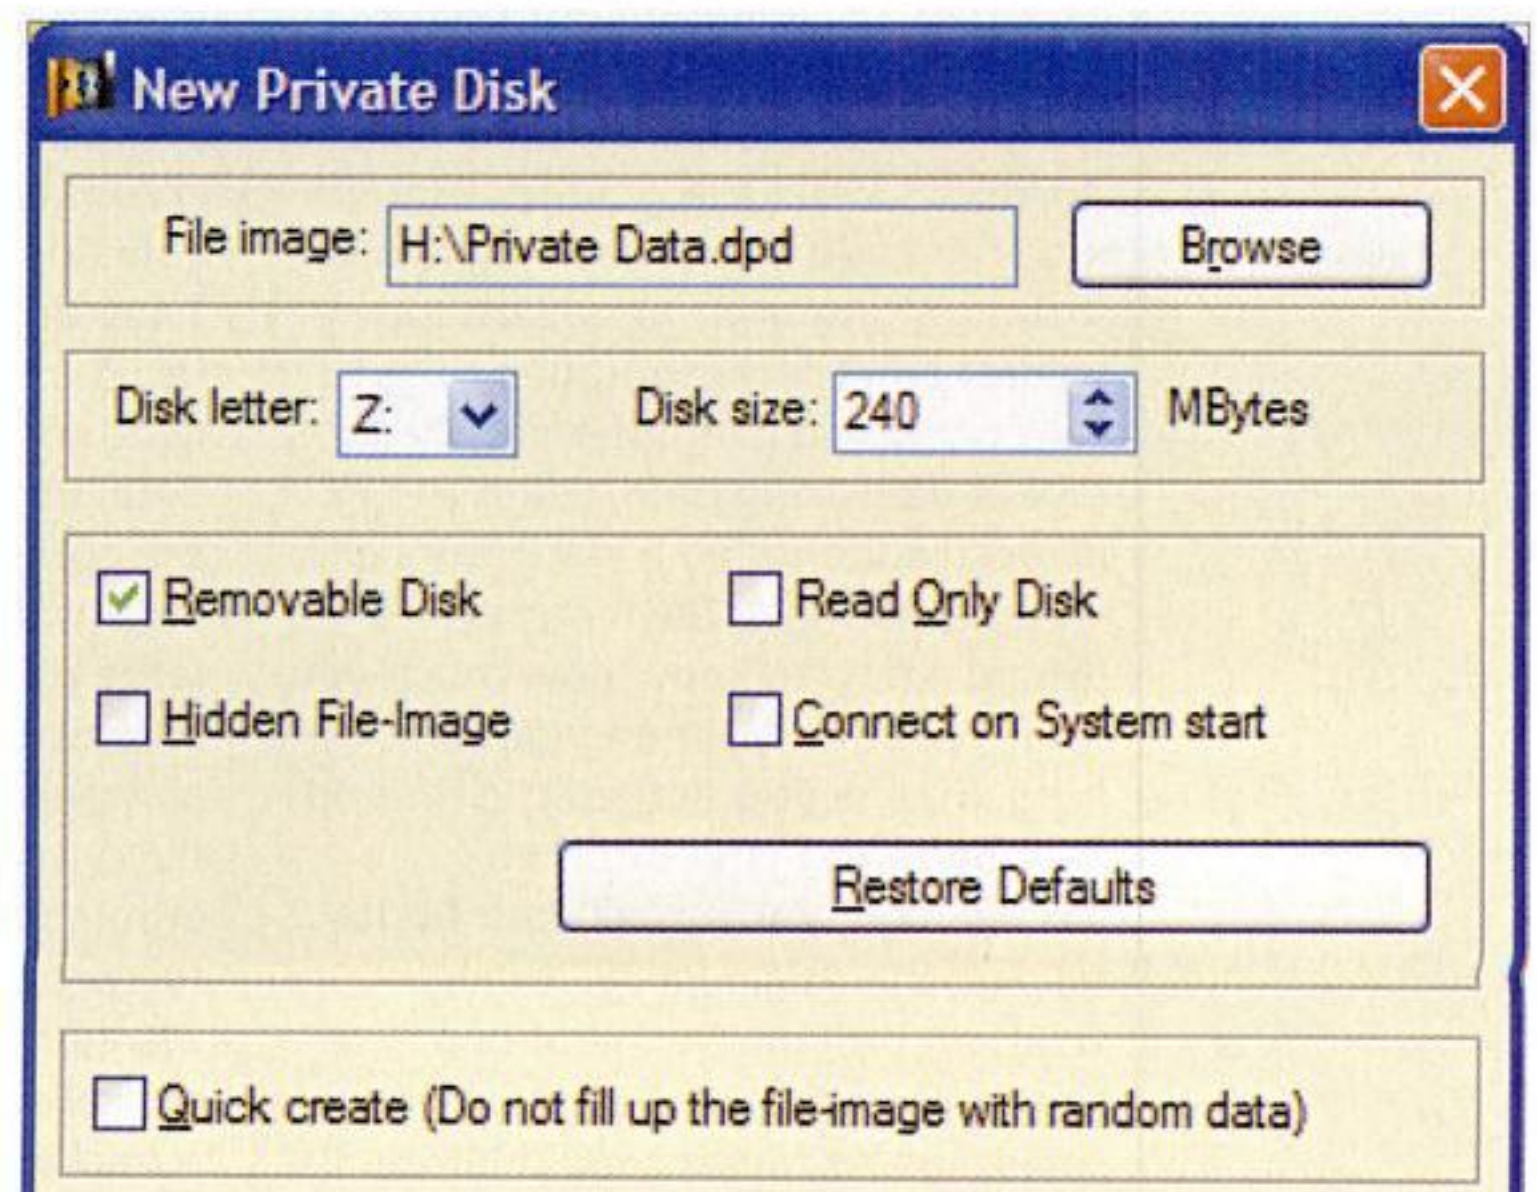 New Private Disk
File image: H:\Private Data.dpd Browse
Disk letter: Z: Disk size: 240 MBytes
Removable Disk Read Only Disk
Hidden File-Image Connect on System start
Restore Defaults
Quick create (Do not fill up the file-image with random data)